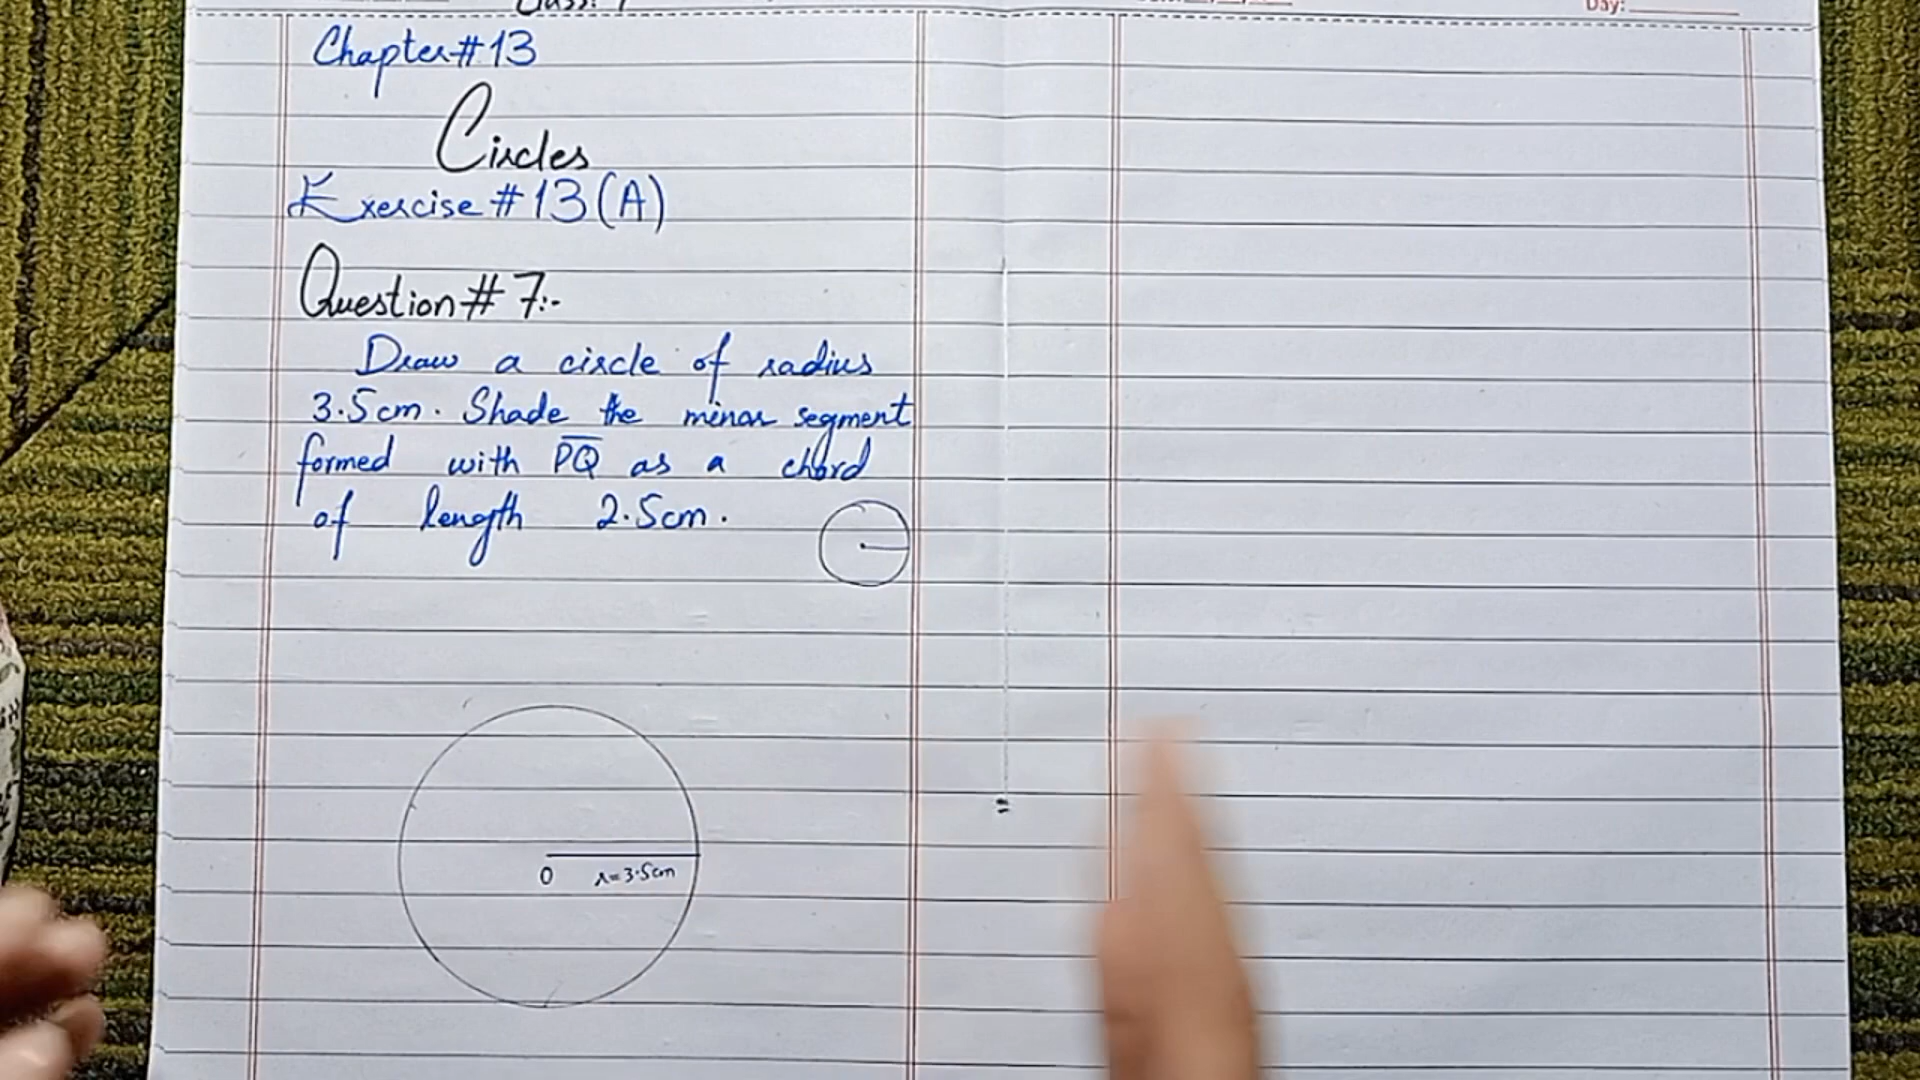 Day:
Chapter#13
Circles
Exercise #13(A)
Question# 7:-
Draw a circle of radius
3.5cm. Shade the minor segment
formed with PQ as a chord
of length 2.5cm.
O r=3.5cm